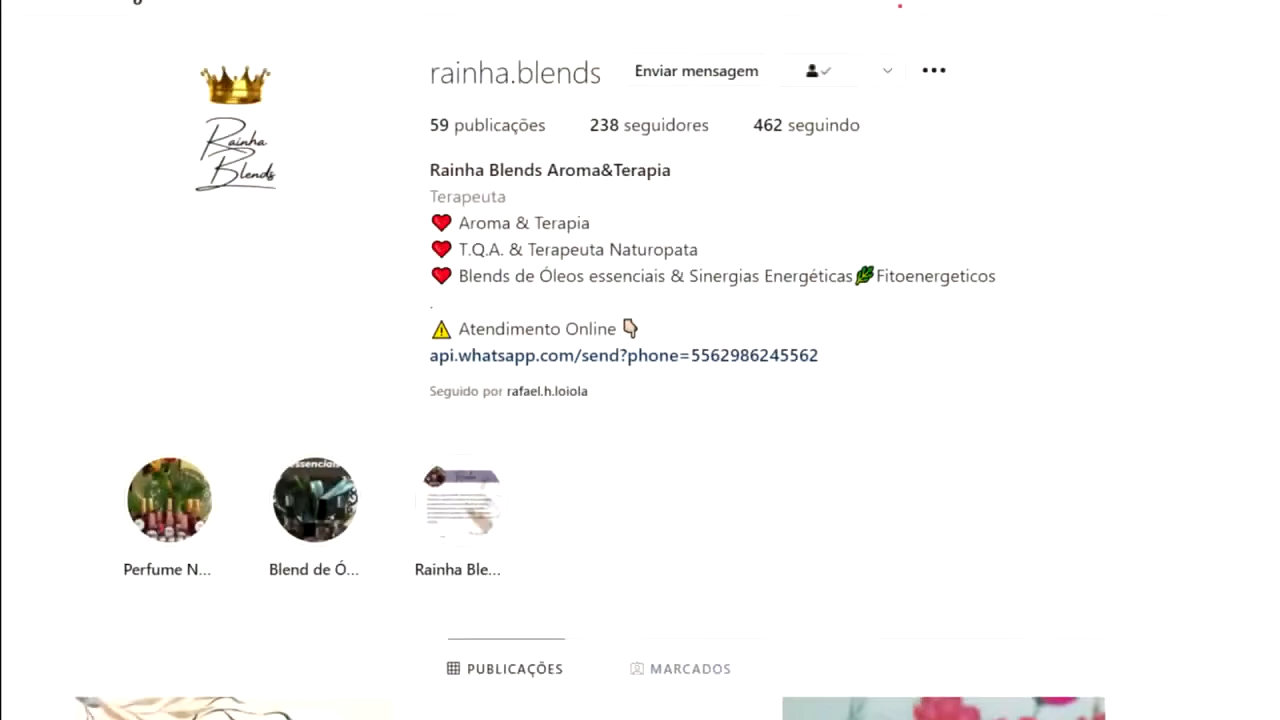 rainha.blends Enviar mensagem
59 publicações 238 seguidores 462 seguindo
Rainha
Blends
Rainha Blends Aroma&Terapia
Terapeuta
❤️ Aroma & Terapia
❤️ T.Q.A. & Terapeuta Naturopata
❤️ Blends de Óleos essenciais & Sinergias Energéticas🌿Fitoenergeticos
.
⚠️ Atendimento Online 👇🏻
api.whatsapp.com/send?phone=5562986245562
Seguido por rafael.h.loiola
Perfume N... Blend de Ó... Rainha Ble...
PUBLICAÇÕES MARCADOS